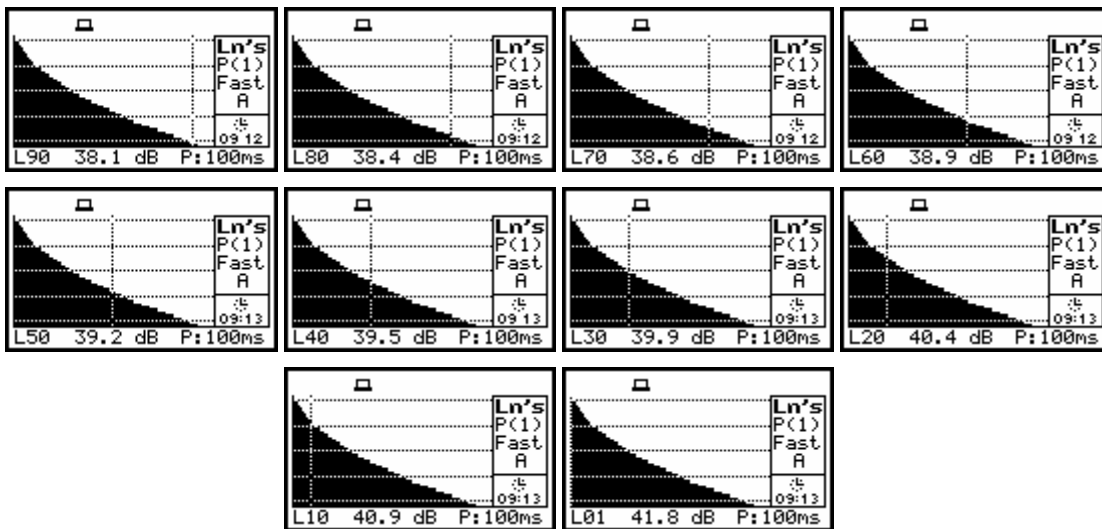 Ln's
P(1)
Fast
A
09:12
L90 38.1 dB P:100ms
Ln's
P(1)
Fast
A
09:12
L80 38.4 dB P:100ms
Ln's
P(1)
Fast
A
09 12
L70 38.6 dB P:100ms
Ln's
P(1)
Fast
A
09 12
L60 38.9 dB P:100ms
Ln's
P(1)
Fast
A
09:13
L50 39.2 dB P:100ms
Ln's
P(1)
Fast
A
09:13
L40 39.5 dB P:100ms
Ln's
P(1)
Fast
A
09:13
L30 39.9 dB P:100ms
Ln's
P(1)
Fast
A
09:13
L20 40.4 dB P:100ms
Ln's
P(1)
Fast
A
09:13
L10 40.9 dB P:100ms
Ln's
P(1)
Fast
A
09:13
L01 41.8 dB P:100ms